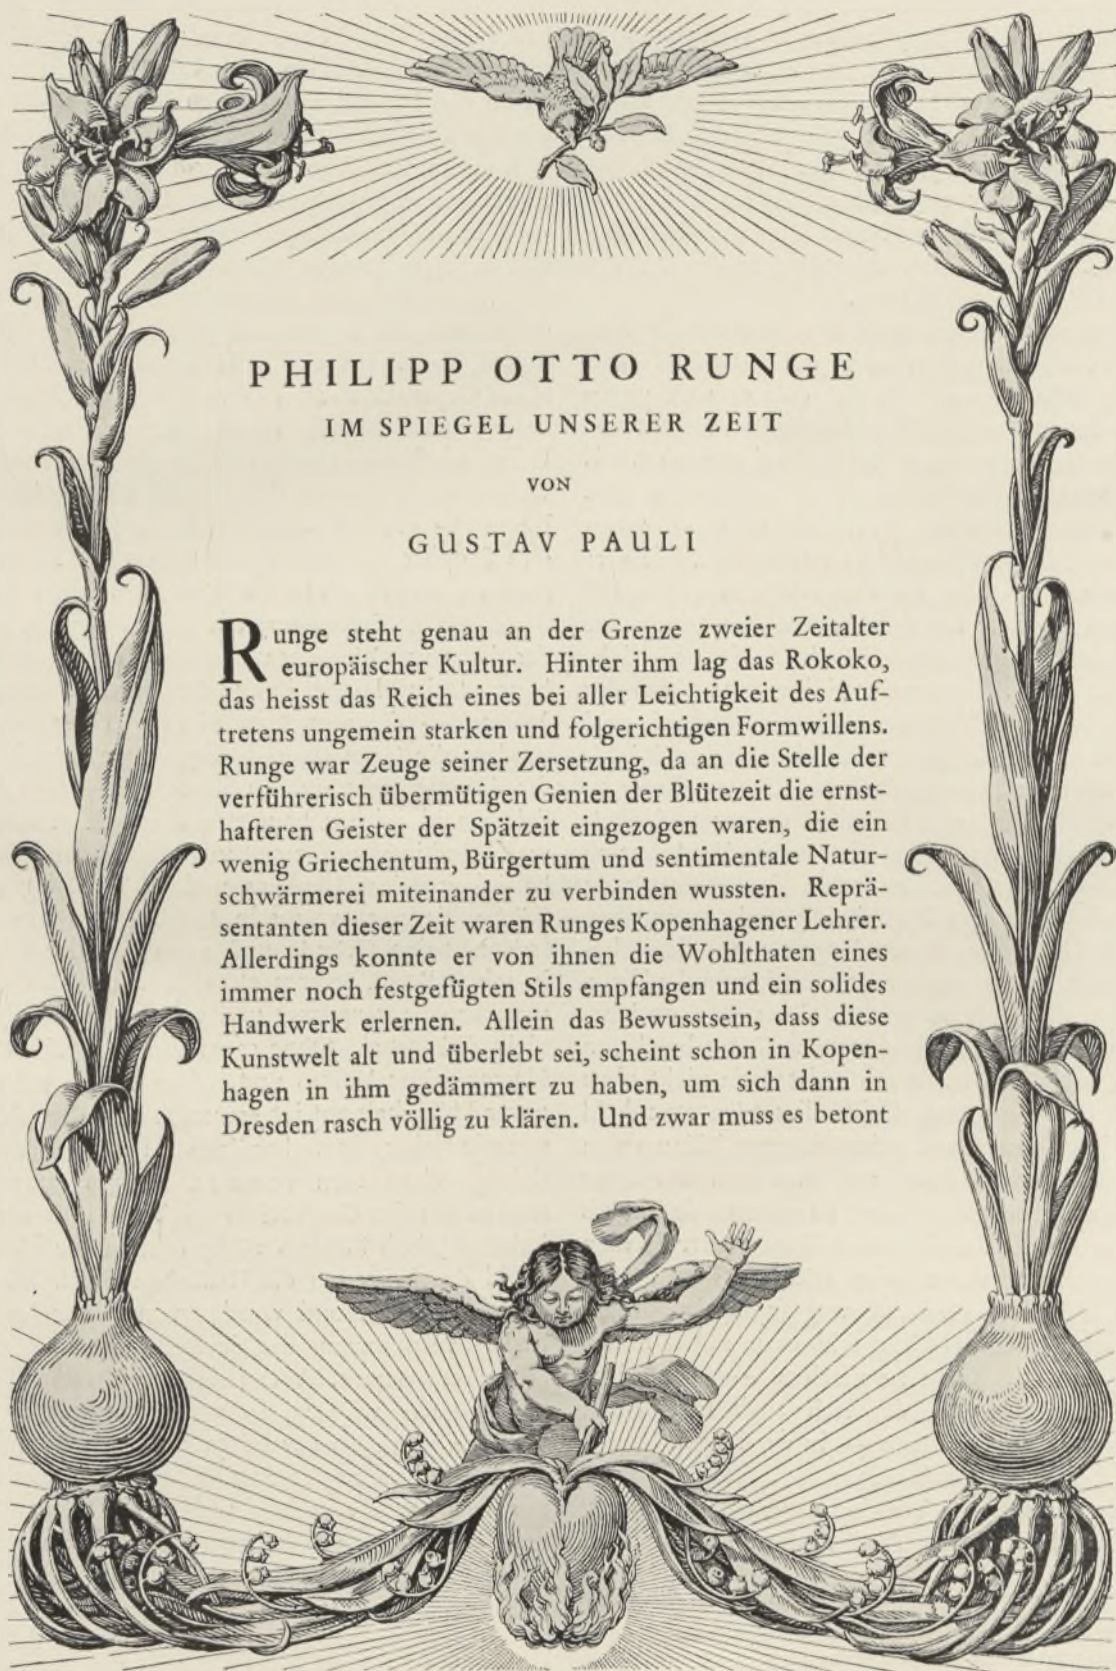 PHILIPP OTTO RUNGE
IM SPIEGEL UNSERER ZEIT
VON
GUSTAV PAULI
Runge steht genau an der Grenze zweier Zeitalter
europäischer Kultur. Hinter ihm lag das Rokoko,
das heisst das Reich eines bei aller Leichtigkeit des Auf-
tretens ungemein starken und folgerichtigen Formwillens.
Runge war Zeuge seiner Zersetzung, da an die Stelle der
verführerisch übermütigen Genien der Blütezeit die ernst-
hafteren Geister der Spätzeit eingezogen waren, die ein
wenig Griechentum, Bürgertum und sentimentale Natur-
schwärmerei miteinander zu verbinden wussten. Reprä-
sentanten dieser Zeit waren Runges Kopenhagener Lehrer.
Allerdings konnte er von ihnen die Wohlthaten eines
immer noch festgefügten Stils empfangen und ein solides
Handwerk erlernen. Allein das Bewusstsein, dass diese
Kunstwelt alt und überlebt sei, scheint schon in Kopen-
hagen in ihm gedämmert zu haben, um sich dann in
Dresden rasch völlig zu klären. Und zwar muss es betont